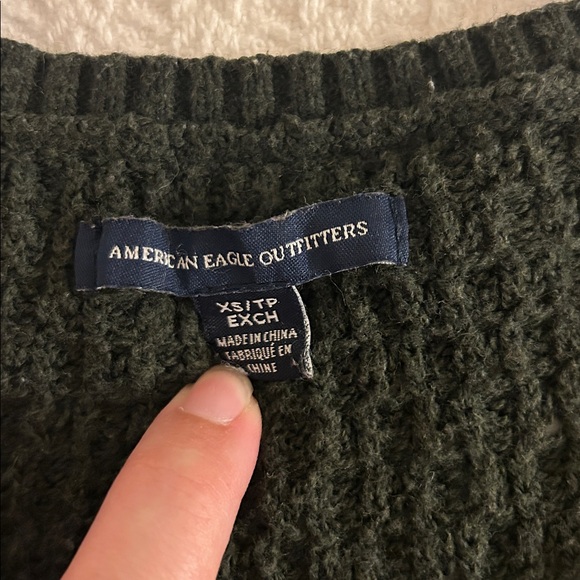 AMERICAN EAGLE OUTFITTERS
XS/TP
EXCH
MADE IN CHINA
FABRIQUÉ EN
CHINE